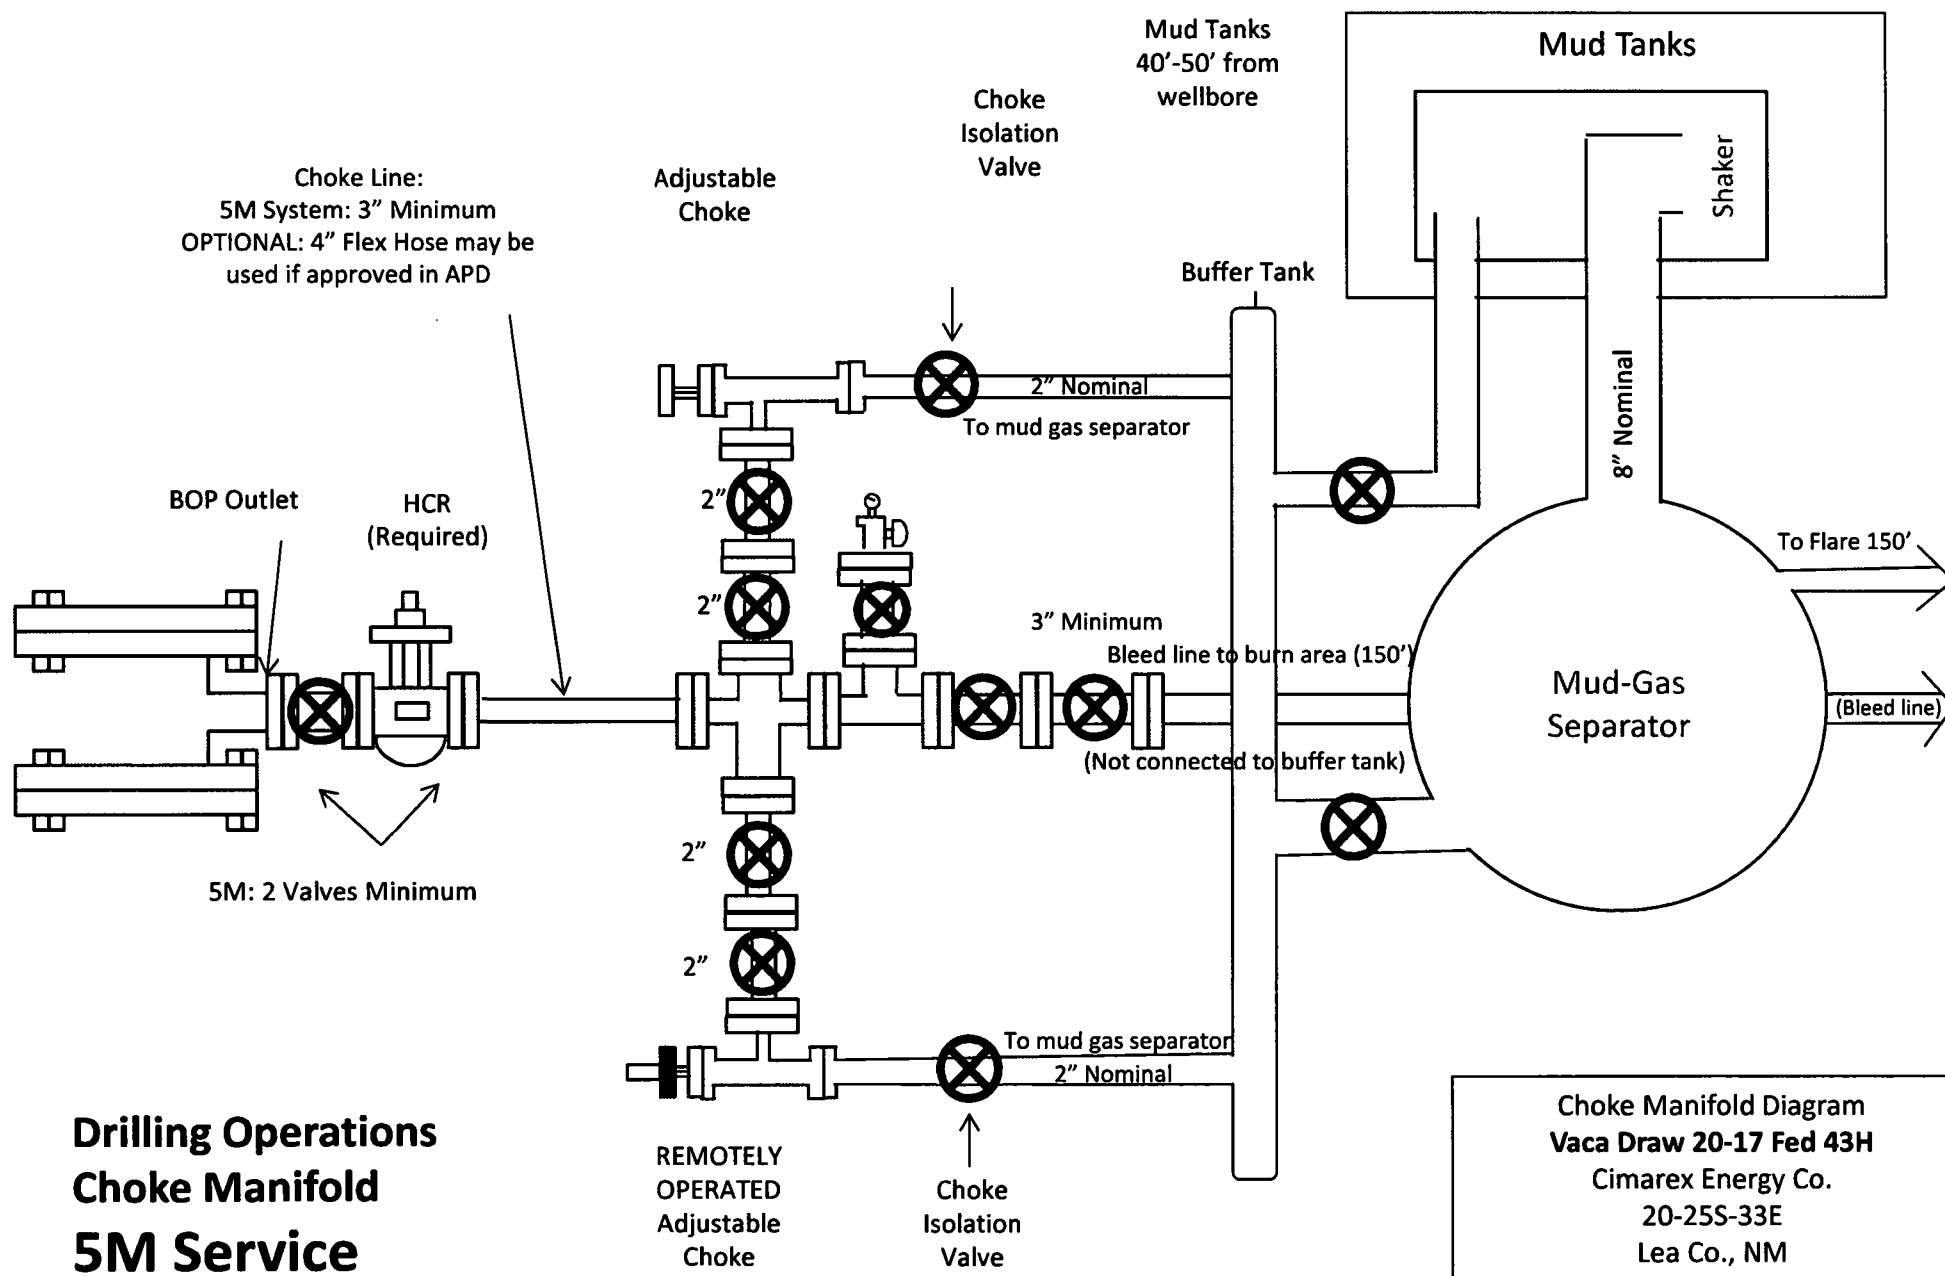 Mud Tanks
40’-50’ from
wellbore
Mud Tanks
Shaker
Choke
Isolation
Valve
Choke Line:
5M System: 3” Minimum
OPTIONAL: 4” Flex Hose may be
used if approved in APD
Adjustable
Choke
Buffer Tank
2” Nominal
To mud gas separator
8” Nominal
BOP Outlet
HCR
(Required)
2”
2”
To Flare 150’
3” Minimum
Bleed line to burn area (150’)
(Not connected to buffer tank)
Mud-Gas
Separator
(Bleed line)
5M: 2 Valves Minimum
2”
2”
To mud gas separator
2” Nominal
REMOTELY
OPERATED
Adjustable
Choke
Choke
Isolation
Valve
Drilling Operations
Choke Manifold
5M Service
Choke Manifold Diagram
Vaca Draw 20-17 Fed 43H
Cimarex Energy Co.
20-25S-33E
Lea Co., NM